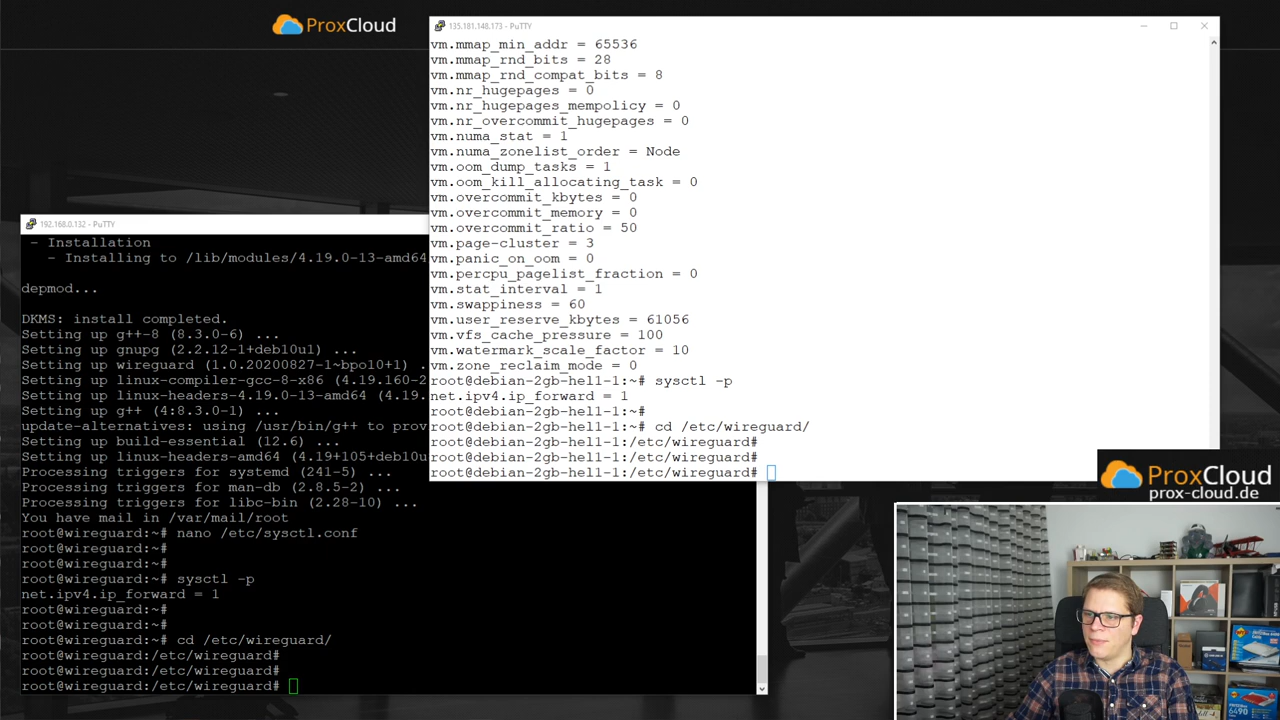 ProxCloud
135.181.148.173 - PuTTY
vm.mmap_min_addr = 65536
vm.mmap_rnd_bits = 28
vm.mmap_rnd_compat_bits = 8
vm.nr_hugepages = 0
vm.nr_hugepages_mempolicy = 0
vm.nr_overcommit_hugepages = 0
vm.numa_stat = 1
vm.numa_zonelist_order = Node
vm.oom_dump_tasks = 1
vm.oom_kill_allocating_task = 0
vm.overcommit_kbytes = 0
vm.overcommit_memory = 0
vm.overcommit_ratio = 50
vm.page-cluster = 3
vm.panic_on_oom = 0
vm.percpu_pagelist_fraction = 0
vm.stat_interval = 1
vm.swappiness = 60
vm.user_reserve_kbytes = 61056
vm.vfs_cache_pressure = 100
vm.watermark_scale_factor = 10
vm.zone_reclaim_mode = 0
root@debian-2gb-hel1-1:~# sysctl -p
net.ipv4.ip_forward = 1
root@debian-2gb-hel1-1:~#
root@debian-2gb-hel1-1:~# cd /etc/wireguard/
root@debian-2gb-hel1-1:/etc/wireguard#
root@debian-2gb-hel1-1:/etc/wireguard#
root@debian-2gb-hel1-1:/etc/wireguard#
192.168.0.132 - PuTTY
- Installation
- Installing to /lib/modules/4.19.0-13-amd64
depmod...
DKMS: install completed.
Setting up g++-8 (8.3.0-6) ...
Setting up gnupg (2.2.12-1+deb10u1) ...
Setting up wireguard (1.0.20200827-1~bpo10+1) ...
Setting up linux-compiler-gcc-8-x86 (4.19.160-2
Setting up linux-headers-4.19.0-13-amd64 (4.19.
Setting up g++ (4:8.3.0-1) ...
update-alternatives: using /usr/bin/g++ to prov
Setting up build-essential (12.6) ...
Setting up linux-headers-amd64 (4.19+105+deb10u
Processing triggers for systemd (241-5) ...
Processing triggers for man-db (2.8.5-2) ...
Processing triggers for libc-bin (2.28-10) ...
You have mail in /var/mail/root
root@wireguard:~# nano /etc/sysctl.conf
root@wireguard:~#
root@wireguard:~#
root@wireguard:~# sysctl -p
net.ipv4.ip_forward = 1
root@wireguard:~#
root@wireguard:~#
root@wireguard:~# cd /etc/wireguard/
root@wireguard:/etc/wireguard#
root@wireguard:/etc/wireguard#
root@wireguard:/etc/wireguard#
ProxCloud
prox-cloud.de
FRITZ!BOX
6490